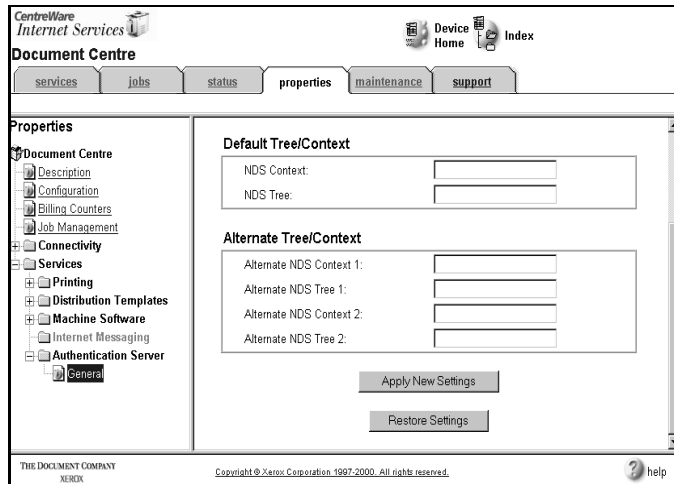 CentreWare
Internet Services
Device Home
Index
Document Centre
services
jobs
status
properties
maintenance
support
Properties
Document Centre
Description
Configuration
Billing Counters
Job Management
Connectivity
Services
Printing
Distribution Templates
Machine Software
Internet Messaging
Authentication Server
General
Default Tree/Context
NDS Context:
NDS Tree:
Alternate Tree/Context
Alternate NDS Context 1:
Alternate NDS Tree 1:
Alternate NDS Context 2:
Alternate NDS Tree 2:
Apply New Settings
Restore Settings
THE DOCUMENT COMPANY
XEROX
Copyright © Xerox Corporation 1997-2000. All rights reserved.
help